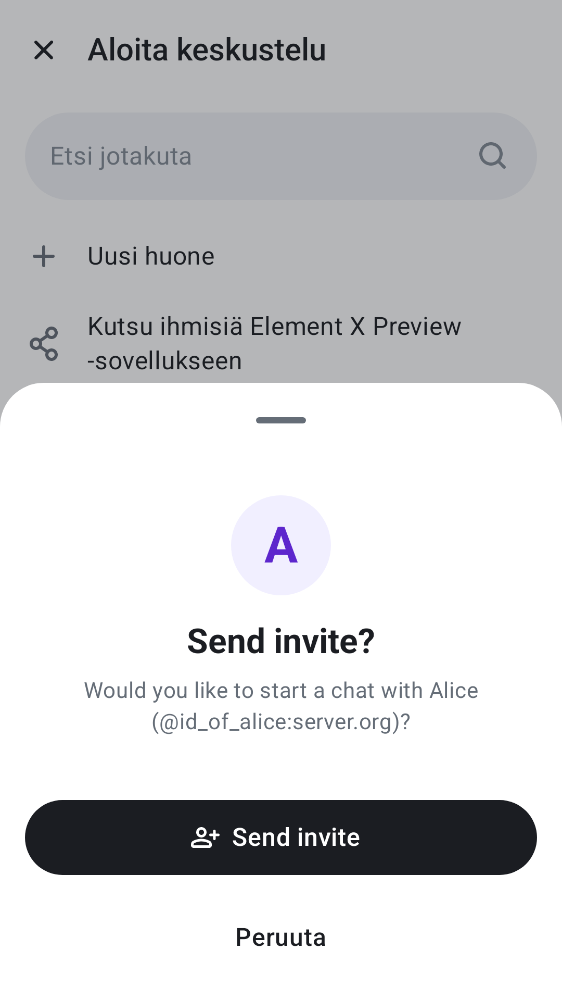 Aloita keskustelu
Etsi jotakuta
Uusi huone
Kutsu ihmisiä Element X Preview
-sovellukseen
A
Send invite?
Would you like to start a chat with Alice
(@id_of_alice:server.org)?
Send invite
Peruuta